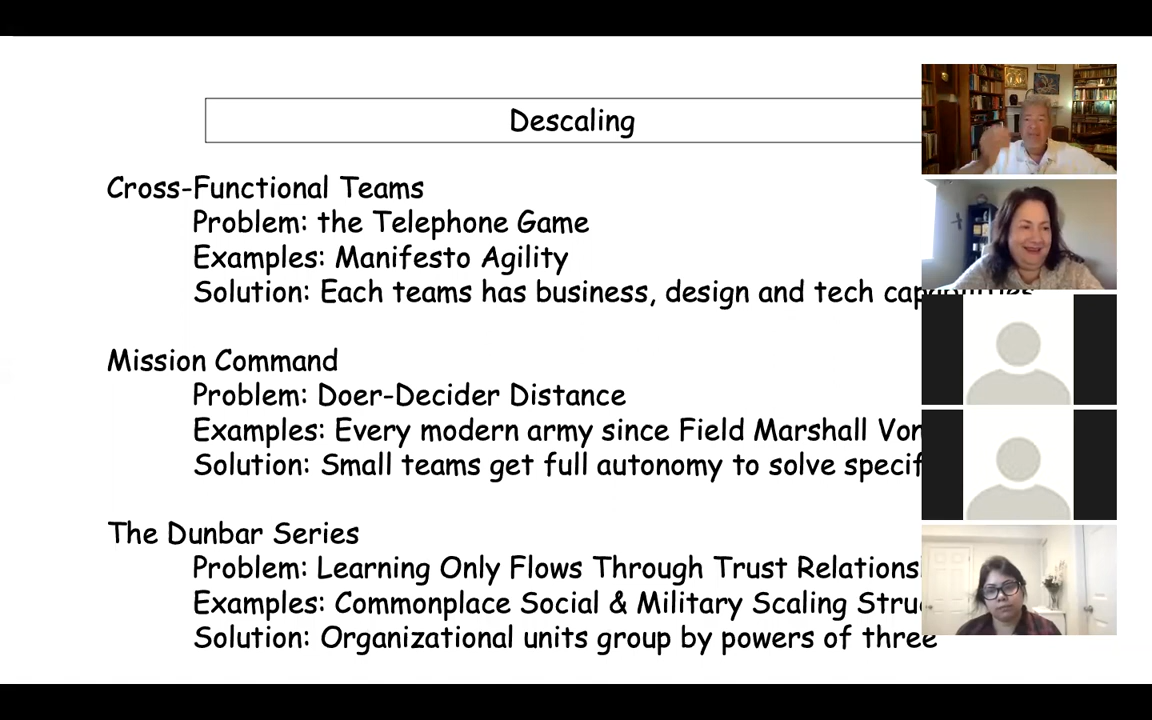 Descaling
Cross-Functional Teams
Problem: the Telephone Game
Examples: Manifesto Agility
Solution: Each teams has business, design and tech capabilities
Mission Command
Problem: Doer-Decider Distance
Examples: Every modern army since Field Marshall Von
Solution: Small teams get full autonomy to solve
The Dunbar Series
Problem: Learning Only Flows Through Trust
Examples: Commonplace Social & Military Scaling
Solution: Organizational units group by powers of three